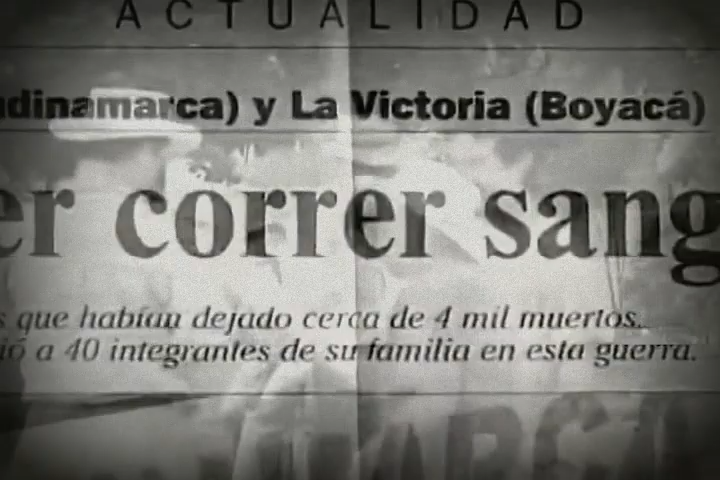 ACTUALIDAD
dinamarca) y La Victoria (Boyacá)
er correr sang
s que habían dejado cerca de 4 mil muertos.
ió a 40 integrantes de su familia en esta guerra.